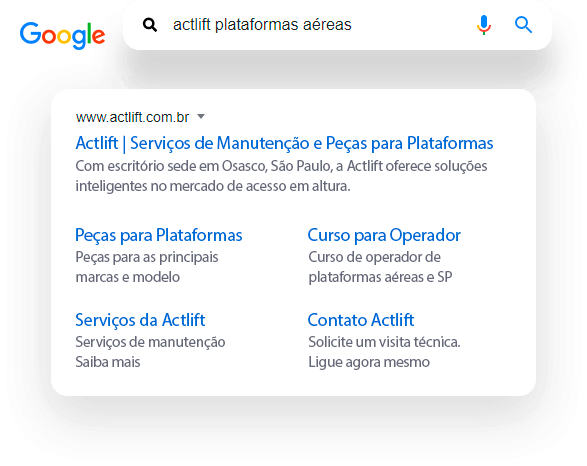 Google
actlift plataformas aéreas
www.actlift.com.br
Actlift | Serviços de Manutenção e Peças para Plataformas
Com escritório sede em Osasco, São Paulo, a Actlift oferece soluções
inteligentes no mercado de acesso em altura.
Peças para Plataformas
Peças para as principais
marcas e modelo
Curso para Operador
Curso de operador de
plataformas aéreas e SP
Serviços da Actlift
Serviços de manutenção
Saiba mais
Contato Actlift
Solicite um visita técnica.
Ligue agora mesmo